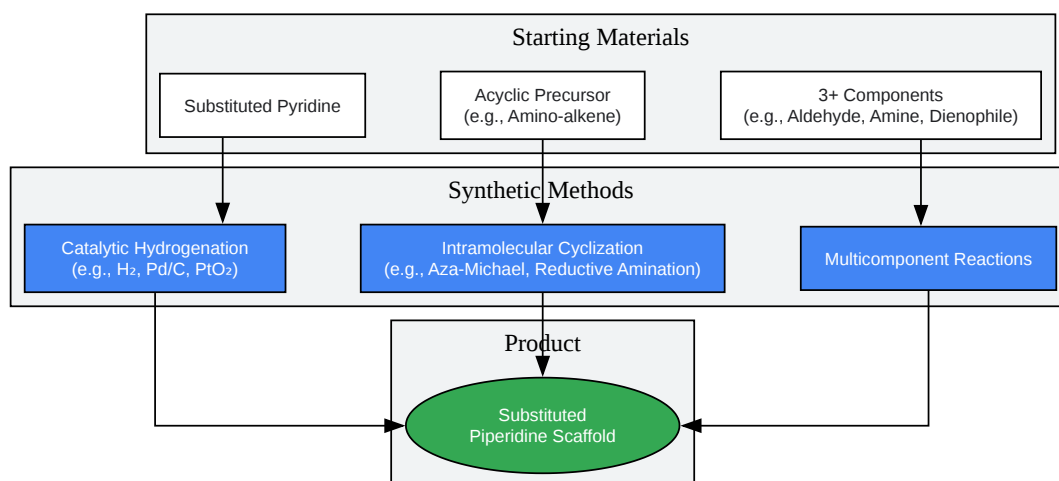 Starting Materials
Substituted Pyridine
Acyclic Precursor
(e.g., Amino-alkene)
3+ Components
(e.g., Aldehyde, Amine, Dienophile)
Synthetic Methods
Catalytic Hydrogenation
(e.g., H₂, Pd/C, PtO₂)
Intramolecular Cyclization
(e.g., Aza-Michael, Reductive Amination)
Multicomponent Reactions
Product
Substituted
Piperidine Scaffold